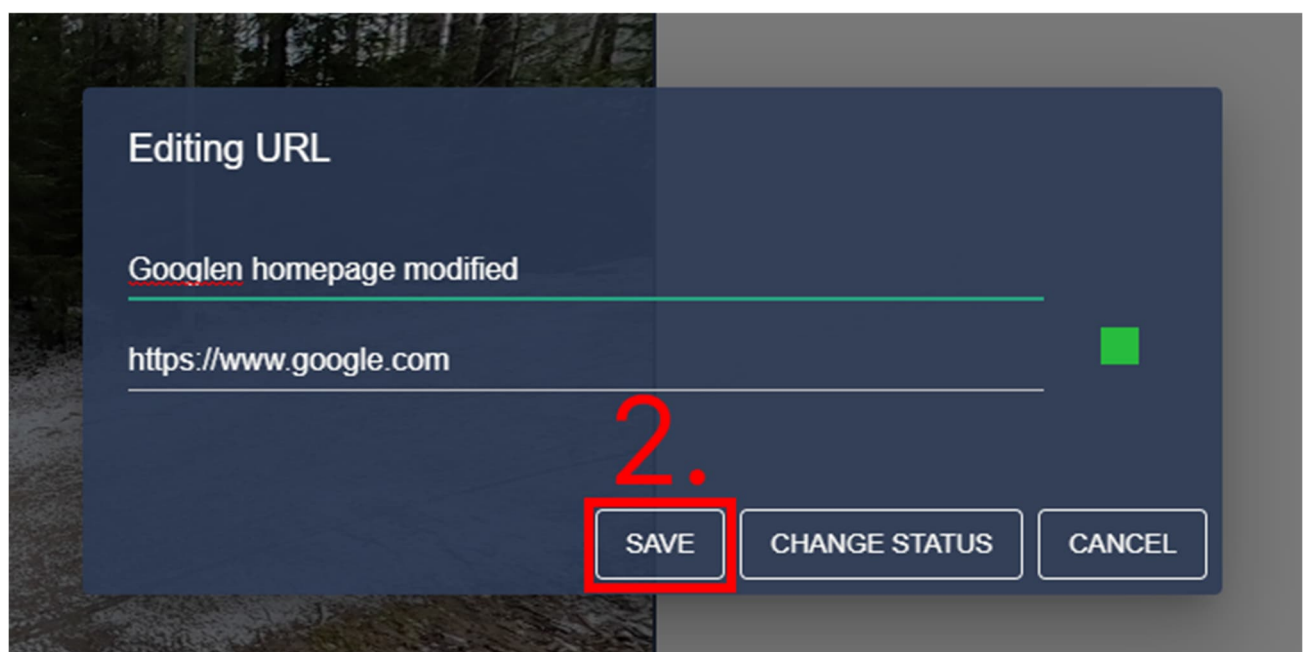 Editing URL
Googlen homepage modified
https://www.google.com
2.
SAVE CHANGE STATUS CANCEL